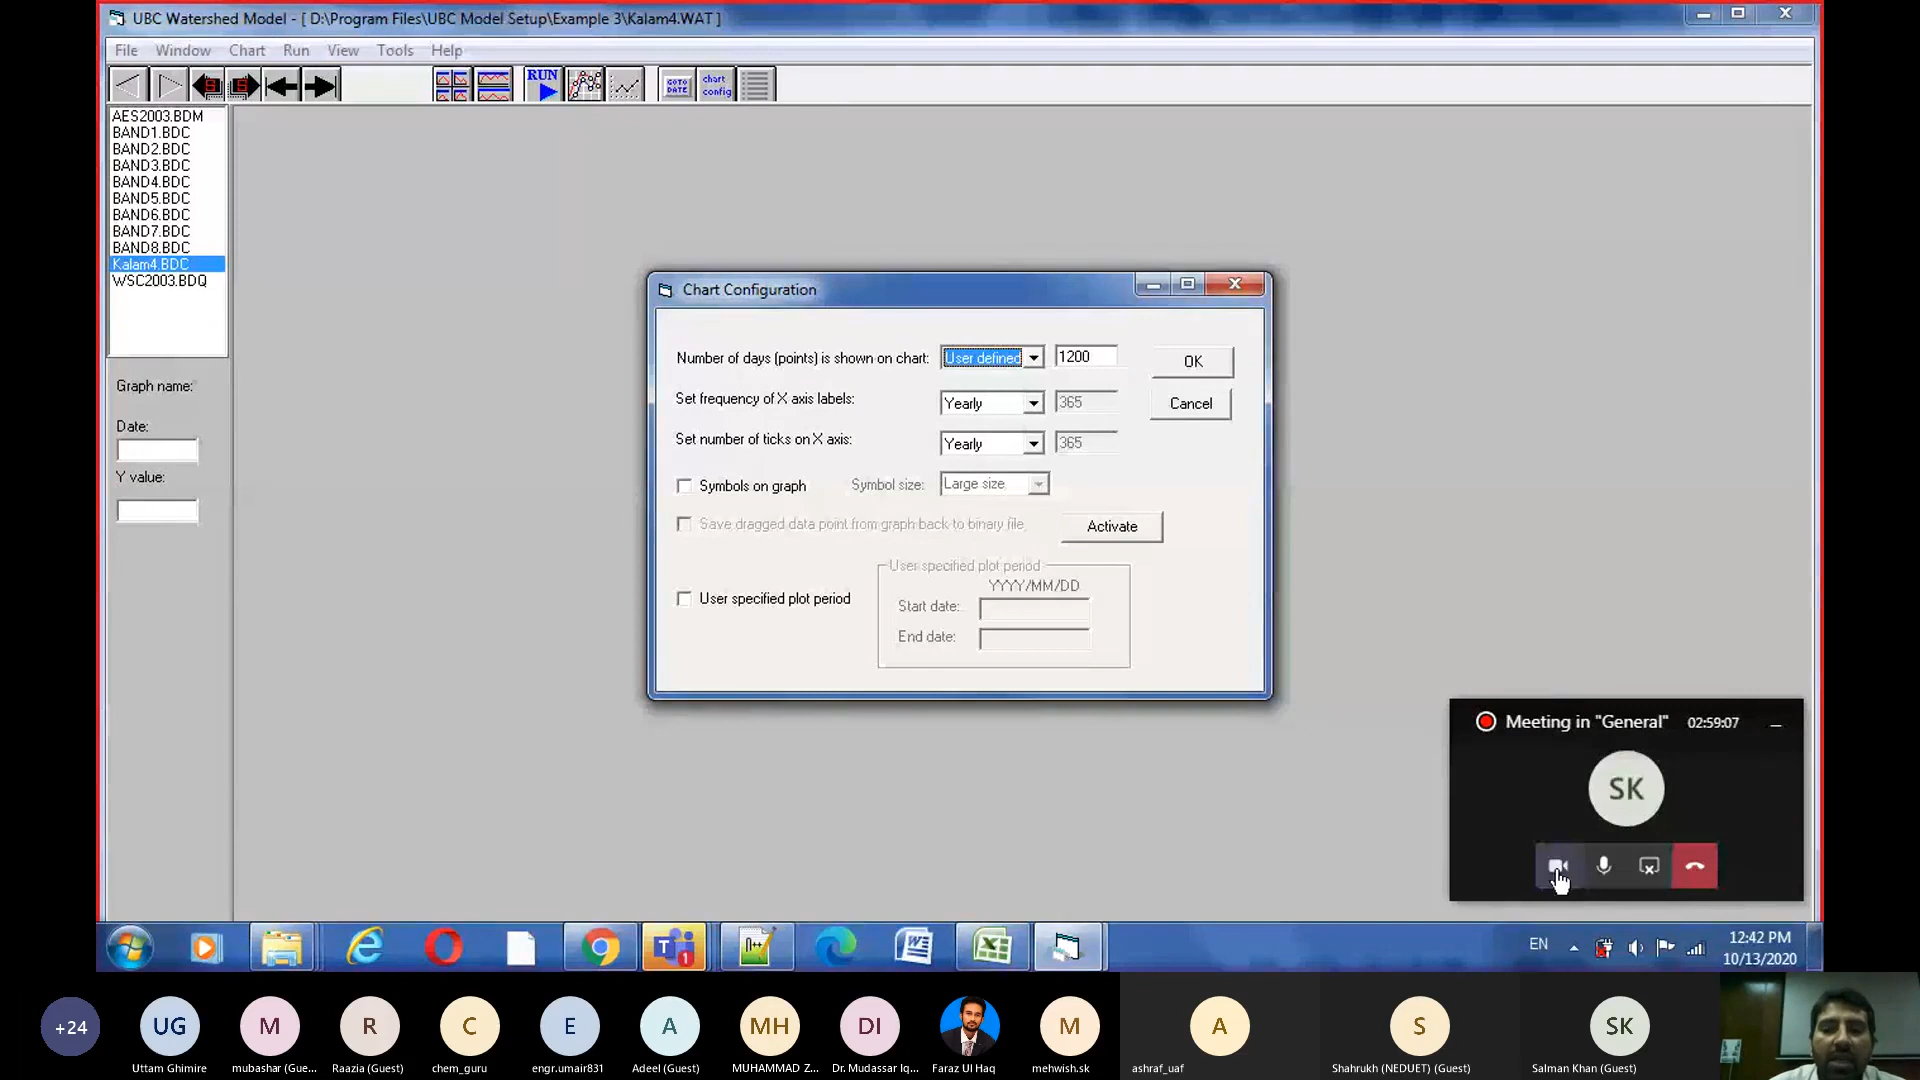 UBC Watershed Model - [ D:\Program Files\UBC Model Setup\Example 3\Kalam4.WAT ]
File Window Chart Run View Tools Help
RUN
GOTO DATE
chart config
AES2003.BDM
BAND1.BDC
BAND2.BDC
BAND3.BDC
BAND4.BDC
BAND5.BDC
BAND6.BDC
BAND7.BDC
BAND8.BDC
Kalam4.BDC
WSC2003.BDQ
Graph name:
Date:
Y value:
Chart Configuration
Number of days (points) is shown on chart: User defined 1200 OK
Set frequency of X axis labels: Yearly 365 Cancel
Set number of ticks on X axis: Yearly 365
Symbols on graph Symbol size: Large size
Save dragged data point from graph back to binary file Activate
User specified plot period
YYYY/MM/DD
User specified plot period
Start date:
End date:
Meeting in "General" 02:59:07
SK
EN
12:42 PM
10/13/2020
+24
UG M R C E A MH DI M A S SK
Uttam Ghimire mubashar (Gue... Raazia (Guest) chem_guru engr.umair831 Adeel (Guest) MUHAMMAD Z... Dr. Mudassar Iq... Faraz Ul Haq mehwish.sk ashraf_uaf Shahrukh (NEDUET) (Guest) Salman Khan (Guest)